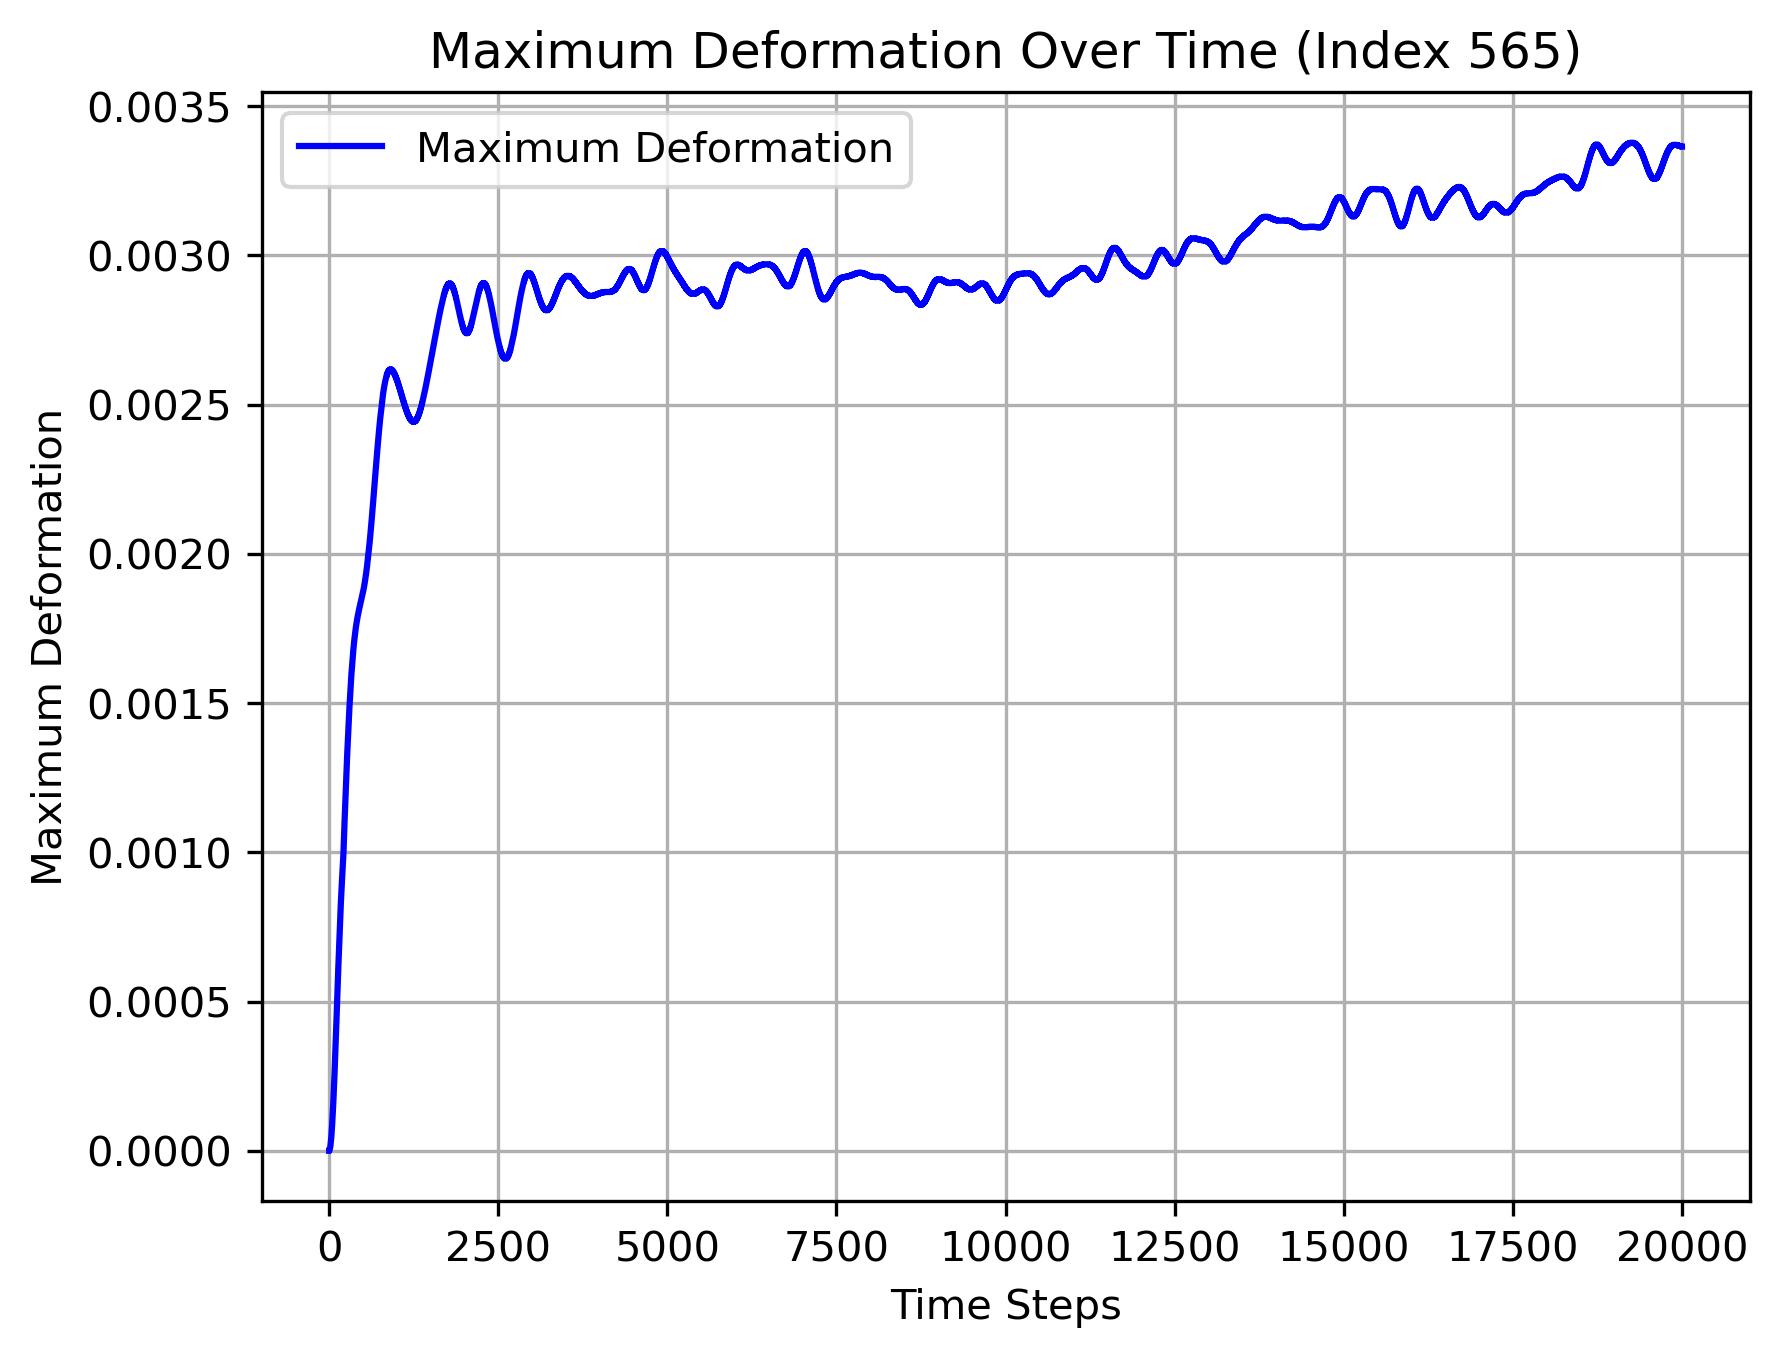 Maximum Deformation Over Time (Index 565)
Maximum Deformation
Maximum Deformation
0.0035
0.0030
0.0025
0.0020
0.0015
0.0010
0.0005
0.0000
0 2500 5000 7500 10000 12500 15000 17500 20000
Time Steps